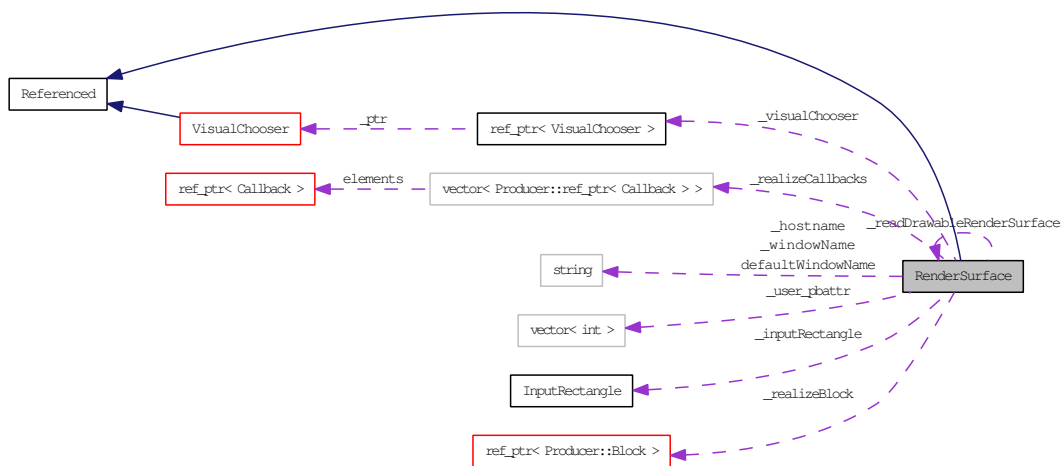 Referenced
VisualChooser
_ptr
ref_ptr< VisualChooser >
_visualChooser
ref_ptr< Callback >
elements
vector< Producer::ref_ptr< Callback > >
_realizeCallbacks
_readDrawableRenderSurface
string
_hostname
_windowName
defaultWindowName
RenderSurface
_user_pbattr
vector< int >
_inputRectangle
InputRectangle
_realizeBlock
ref_ptr< Producer::Block >